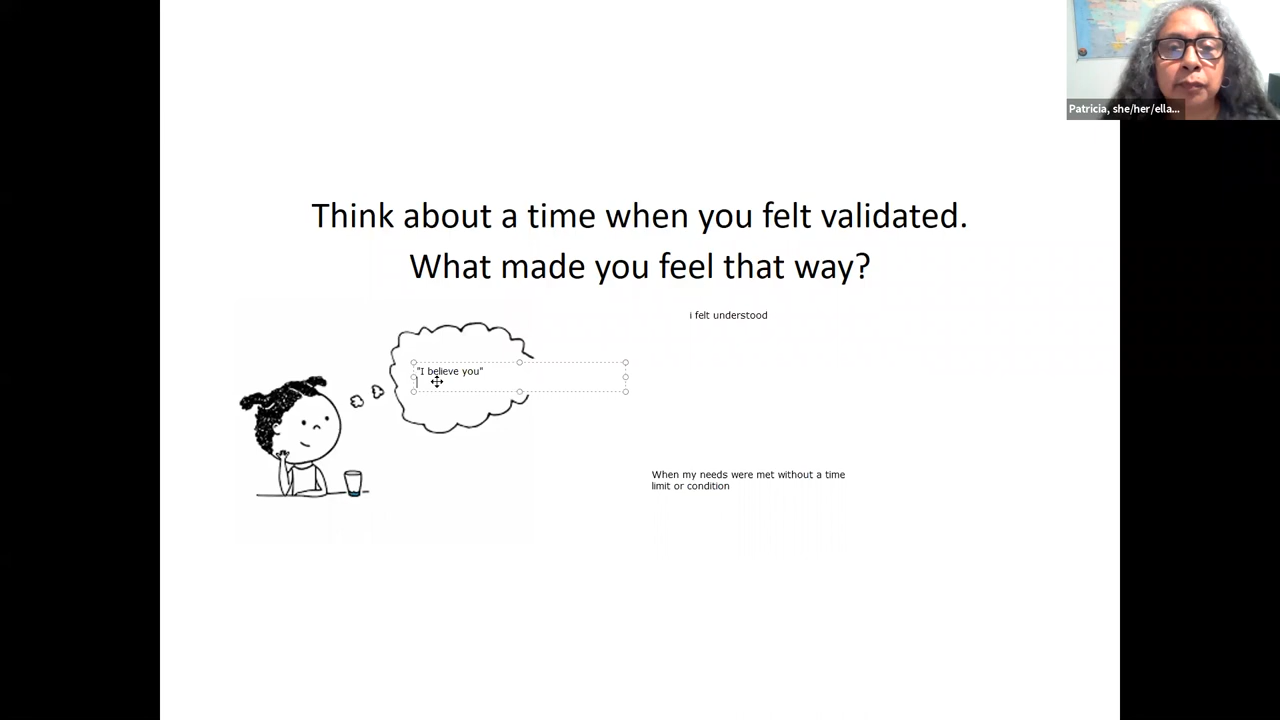 Patricia, she/her/ella...
Think about a time when you felt validated.
What made you feel that way?
i felt understood
"I believe you"
When my needs were met without a time
limit or condition